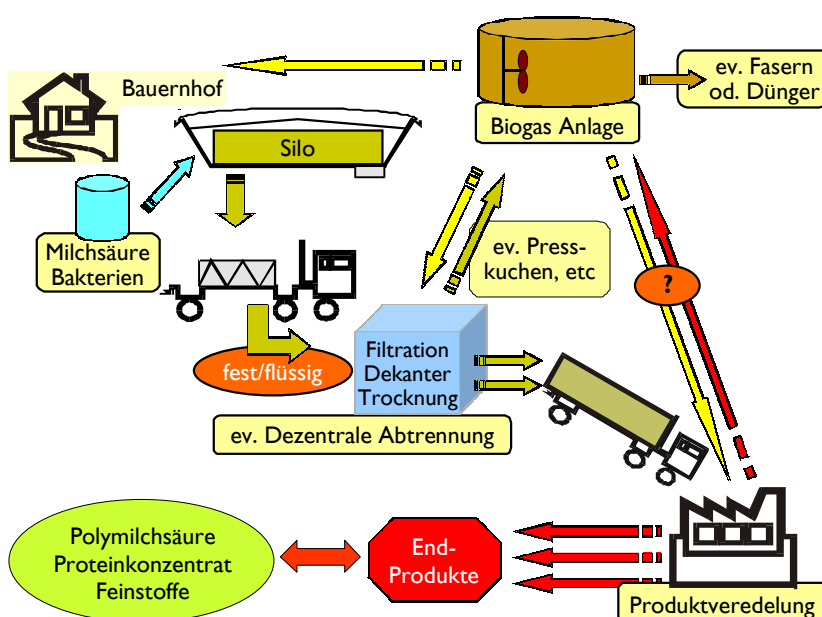 ev. Fasern
od. Dünger
Bauernhof
Biogas Anlage
Silo
Milchsäure
Bakterien
ev. Press-
kuchen, etc
?
fest/flüssig
Filtration
Dekanter
Trocknung
ev. Dezentrale Abtrennung
Polymilchsäure
Proteinkonzentrat
Feinstoffe
End-
Produkte
Produktveredelung